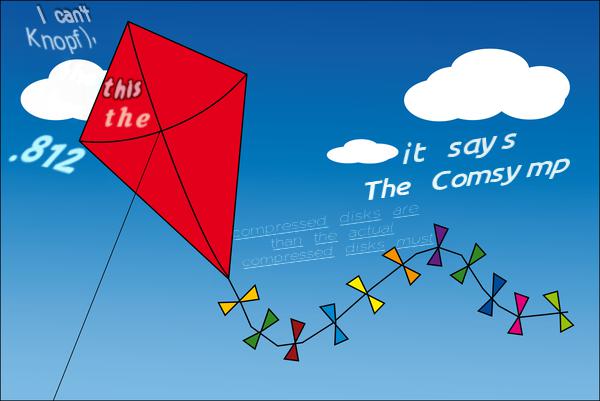 I can't
Knopf),
this
the
.812
it says
The Comsymp
compressed disks are
than the actual
compressed disks must